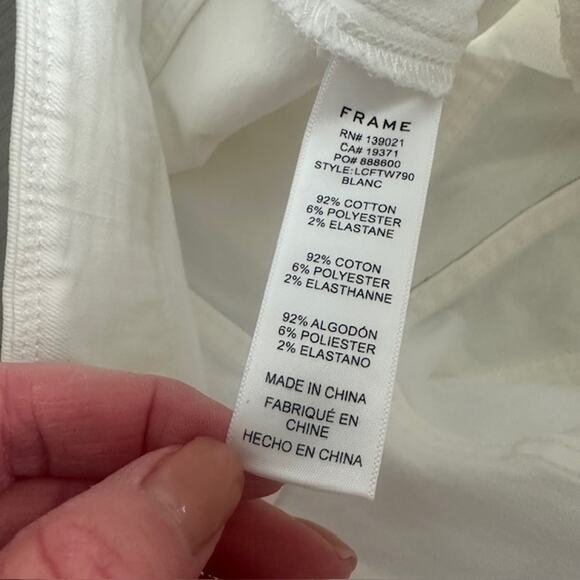 FRAME
RN# 139021
CA# 19371
PO# 888600
STYLE:LCFTW790
BLANC
92% COTTON
6% POLYESTER
2% ELASTANE
92% COTON
6% POLYESTER
2% ELASTHANNE
92% ALGODÓN
6% POLIESTER
2% ELASTANO
MADE IN CHINA
FABRIQUÉ EN
CHINE
HECHO EN CHINA